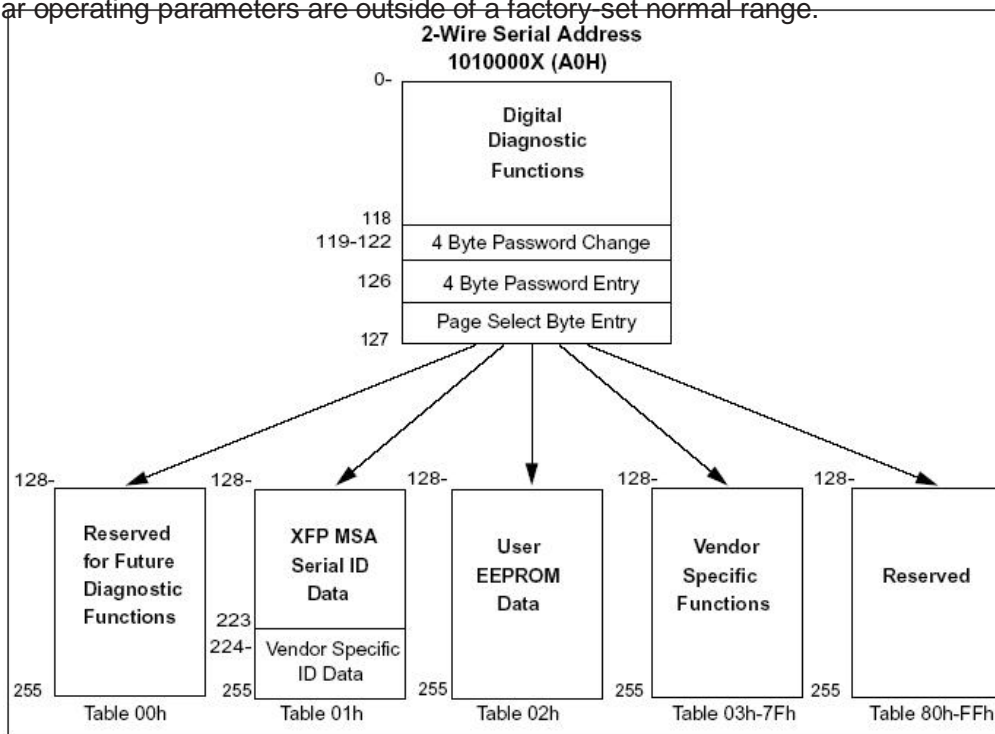 ar operating parameters are outside of a factory-set normal range.
2-Wire Serial Address
1010000X (A0H)
0-
Digital
Diagnostic
Functions
118
119-122
4 Byte Password Change
126
4 Byte Password Entry
Page Select Byte Entry
127
128-
Reserved
for Future
Diagnostic
Functions
255
Table 00h
128-
XFP MSA
Serial ID
Data
223
224-
Vendor Specific
ID Data
255
Table 01h
128-
User
EEPROM
Data
255
Table 02h
128-
Vendor
Specific
Functions
255
Table 03h-7Fh
128-
Reserved
255
Table 80h-FFh